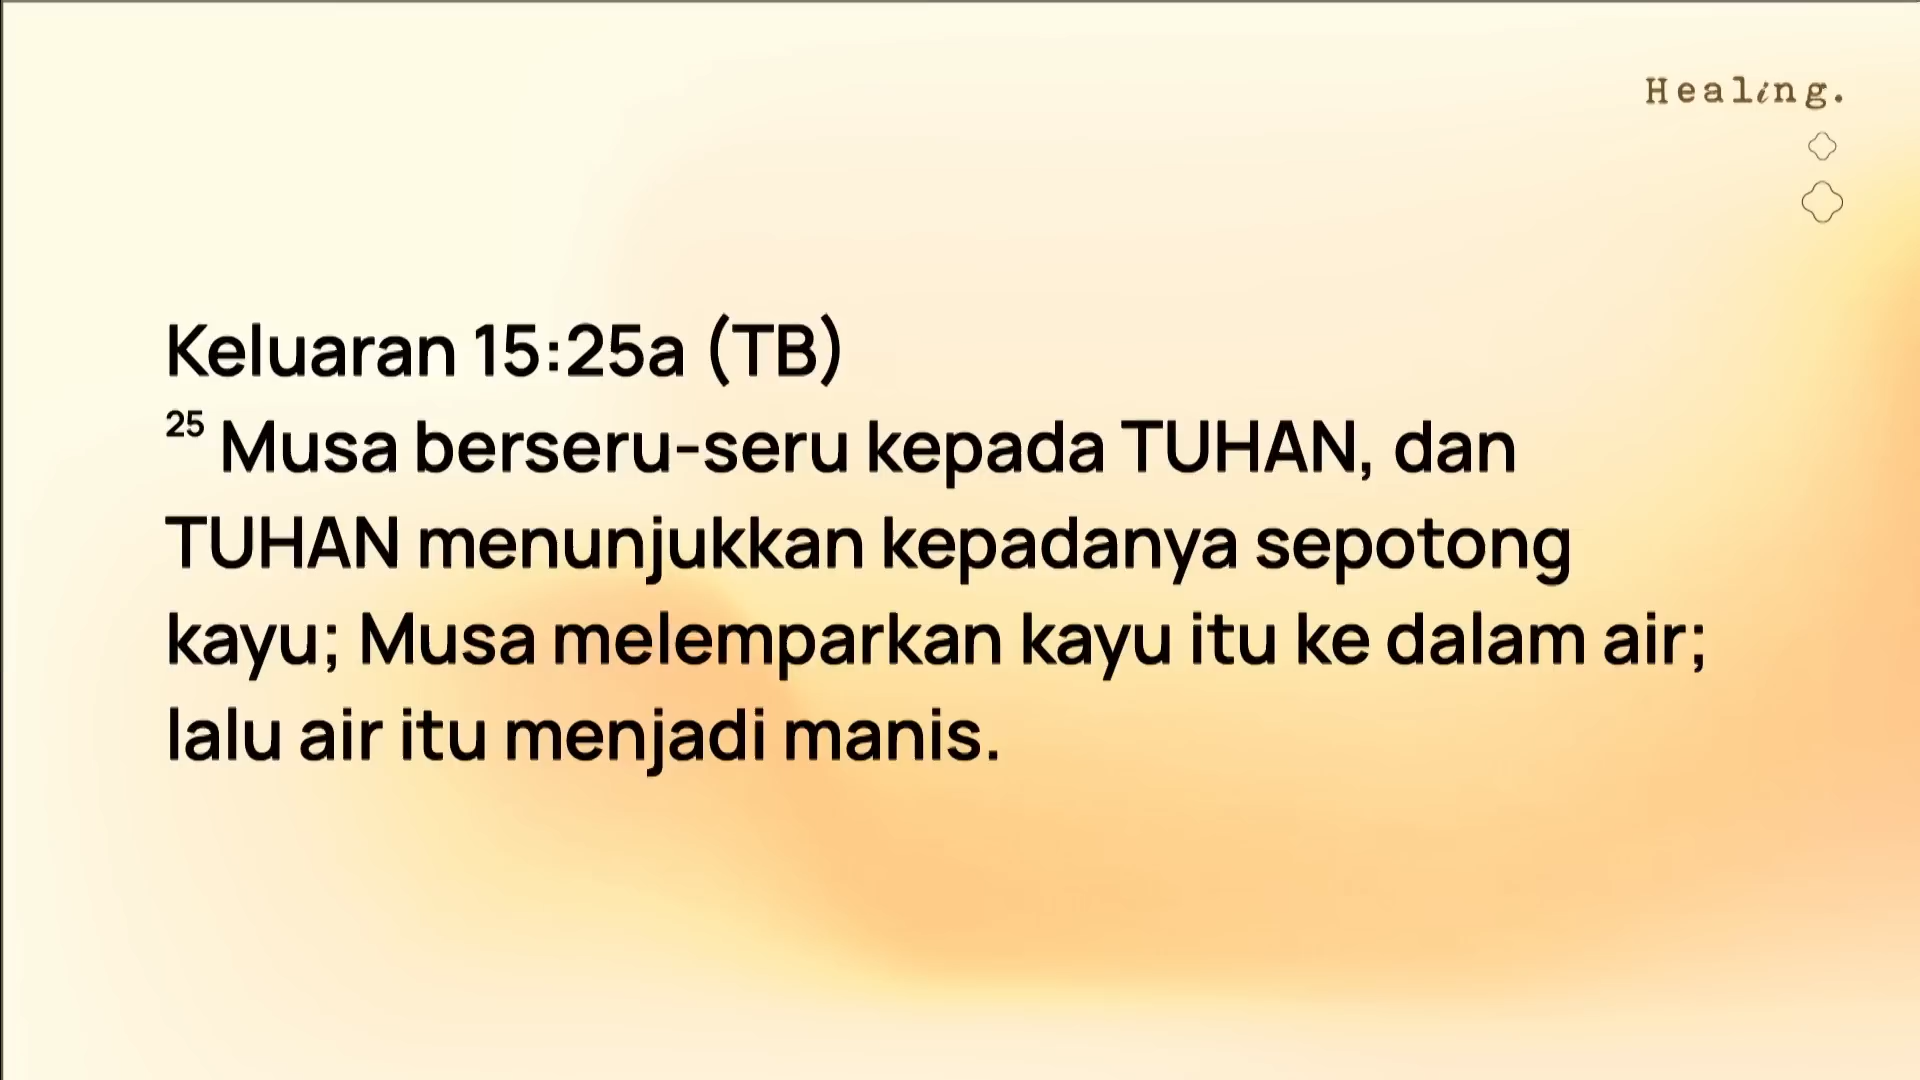 Healing.
Keluaran 15:25a (TB)
25 Musa berseru-seru kepada TUHAN, dan
TUHAN menunjukkan kepadanya sepotong
kayu; Musa melemparkan kayu itu ke dalam air;
lalu air itu menjadi manis.